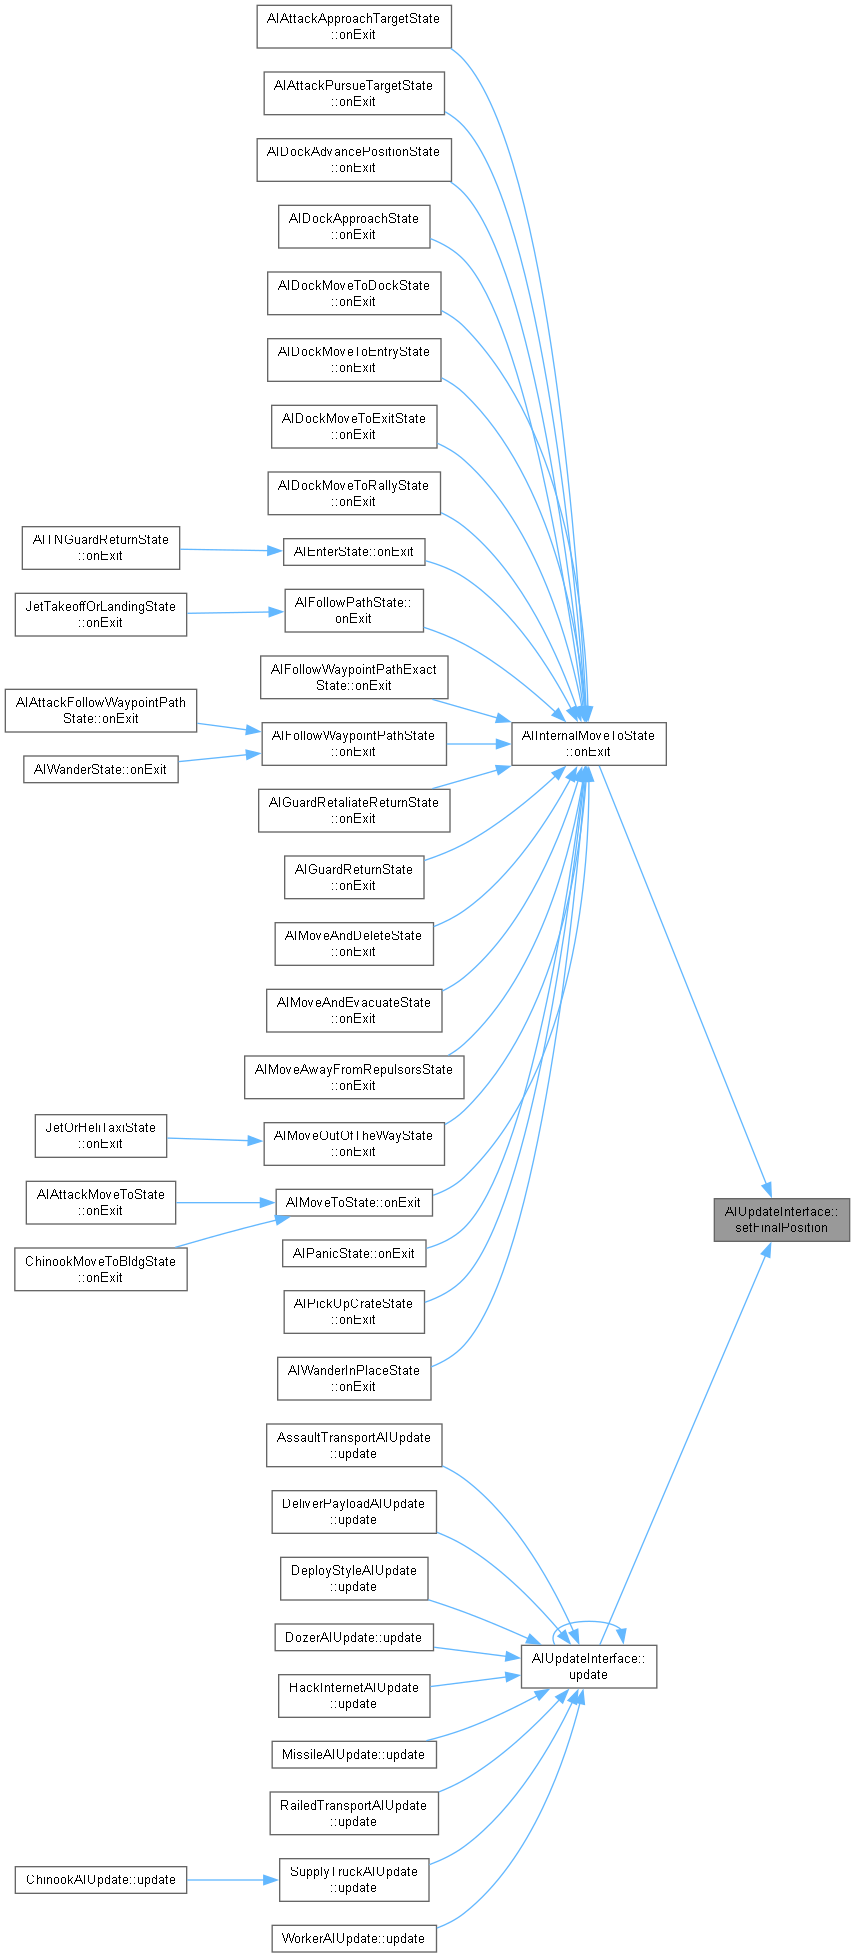 AIAttackApproachTargetState
::onExit
AIAttackPursueTargetState
::onExit
AIDockAdvancePositionState
::onExit
AIDockApproachState
::onExit
AIDockMoveToDockState
::onExit
AIDockMoveToEntryState
::onExit
AIDockMoveToExitState
::onExit
AIDockMoveToRallyState
::onExit
AITNGuardReturnState
::onExit
AIEnterState::onExit
JetTakeoffOrLandingState
::onExit
AIFollowPathState::
onExit
AIFollowWaypointPathExact
State::onExit
AIAttackFollowWaypointPath
State::onExit
AIFollowWaypointPathState
::onExit
AIInternalMoveToState
::onExit
AIWanderState::onExit
AIGuardRetaliateReturnState
::onExit
AIGuardReturnState
::onExit
AIMoveAndDeleteState
::onExit
AIMoveAndEvacuateState
::onExit
AIMoveAwayFromRepulsorsState
::onExit
JetOrHeliTaxiState
::onExit
AIMoveOutOfTheWayState
::onExit
AIAttackMoveToState
::onExit
AIMoveToState::onExit
AIUpdateInterface::
setFinalPosition
ChinookMoveToBldgState
::onExit
AIPanicState::onExit
AIPickUpCrateState
::onExit
AIWanderInPlaceState
::onExit
AssaultTransportAIUpdate
::update
DeliverPayloadAIUpdate
::update
DeployStyleAIUpdate
::update
DozerAIUpdate::update
AIUpdateInterface::
update
HackInternetAIUpdate
::update
MissileAIUpdate::update
RailedTransportAIUpdate
::update
ChinookAIUpdate::update
SupplyTruckAIUpdate
::update
WorkerAIUpdate::update